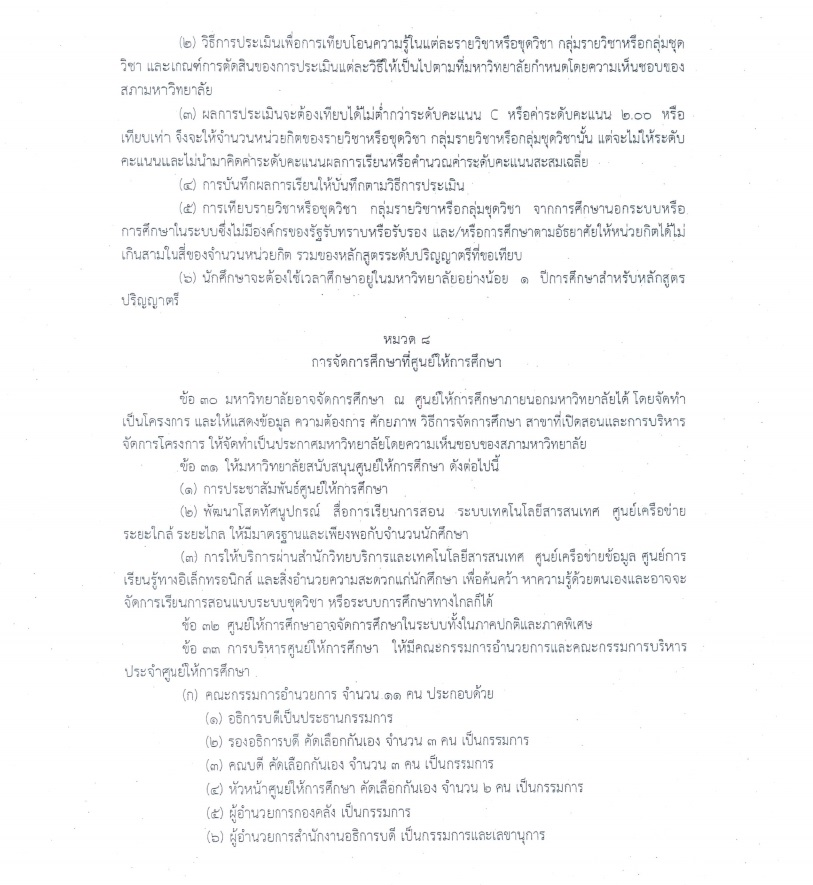 (๒) วิธีการประเมินเพื่อการเทียบโอนความรู้ในแต่ละรายวิชาหรือชุดวิชา กลุ่มรายวิชาหรือกลุ่มชุด
วิชา และเกณฑ์การตัดสินของการประเมินแต่ละวิธีให้เป็นไปตามที่มหาวิทยาลัยกำหนดโดยความเห็นชอบของ
สภามหาวิทยาลัย
(๓) ผลการประเมินจะต้องเทียบได้ไม่ต่ำกว่าระดับคะแนน C หรือค่าระดับคะแนน ๒.๐๐ หรือ
เทียบเท่า จึงจะให้จำนวนหน่วยกิตของรายวิชาหรือชุดวิชา กลุ่มรายวิชาหรือกลุ่มชุดวิชานั้น แต่จะไม่ให้ระดับ
คะแนนและไม่นำมาคิดค่าระดับคะแนนผลการเรียนหรือคำนวณค่าระดับคะแนนสะสมเฉลี่ย
(๔) การบันทึกผลการเรียนให้บันทึกตามวิธีการประเมิน
(๕) การเทียบรายวิชาหรือชุดวิชา กลุ่มรายวิชาหรือกลุ่มชุดวิชา จากการศึกษานอกระบบหรือ
การศึกษาในระบบซึ่งไม่มีองค์กรของรัฐรับทราบหรือรับรอง และ/หรือการศึกษาตามอัธยาศัยให้หน่วยกิตได้ไม่
เกินสามในสี่ของจำนวนหน่วยกิต รวมของหลักสูตรระดับปริญญาตรีที่ขอเทียบ
(๖) นักศึกษาจะต้องใช้เวลาศึกษาอยู่ในมหาวิทยาลัยอย่างน้อย ๑ ปีการศึกษาสำหรับหลักสูตร
ปริญญาตรี
หมวด ๘
การจัดการศึกษาที่ศูนย์ให้การศึกษา
ข้อ ๓๐ มหาวิทยาลัยอาจจัดการศึกษา ณ ศูนย์ให้การศึกษาภายนอกมหาวิทยาลัยได้ โดยจัดทำ
เป็นโครงการ และให้แสดงข้อมูล ความต้องการ ศักยภาพ วิธีการจัดการศึกษา สาขาที่เปิดสอนและการบริหาร
จัดการโครงการ ให้จัดทำเป็นประกาศมหาวิทยาลัยโดยความเห็นชอบของสภามหาวิทยาลัย
ข้อ ๓๑ ให้มหาวิทยาลัยสนับสนุนศูนย์ให้การศึกษา ดังต่อไปนี้
(๑) การประชาสัมพันธ์ศูนย์ให้การศึกษา
(๒) พัฒนาโสตทัศนูปกรณ์ สื่อการเรียนการสอน ระบบเทคโนโลยีสารสนเทศ ศูนย์เครือข่าย
ระยะใกล้ ระยะไกล ให้มีมาตรฐานและเพียงพอกับจำนวนนักศึกษา
(๓) การให้บริการผ่านสำนักวิทยบริการและเทคโนโลยีสารสนเทศ ศูนย์เครือข่ายข้อมูล ศูนย์การ
เรียนรู้ทางอิเล็กทรอนิกส์ และสิ่งอำนวยความสะดวกแก่นักศึกษา เพื่อค้นคว้า หาความรู้ด้วยตนเองและอาจจะ
จัดการเรียนการสอนแบบระบบชุดวิชา หรือระบบการศึกษาทางไกลก็ได้
ข้อ ๓๒ ศูนย์ให้การศึกษาอาจจัดการศึกษาในระบบทั้งในภาคปกติและภาคพิเศษ
ข้อ ๓๓ การบริหารศูนย์ให้การศึกษา ให้มีคณะกรรมการอำนวยการและคณะกรรมการบริหาร
ประจำศูนย์ให้การศึกษา
(ก) คณะกรรมการอำนวยการ จำนวน ๑๑ คน ประกอบด้วย
(๑) อธิการบดีเป็นประธานกรรมการ
(๒) รองอธิการบดี คัดเลือกกันเอง จำนวน ๓ คน เป็นกรรมการ
(๓) คณบดี คัดเลือกกันเอง จำนวน ๓ คน เป็นกรรมการ
(๔) หัวหน้าศูนย์ให้การศึกษา คัดเลือกกันเอง จำนวน ๒ คน เป็นกรรมการ
(๕) ผู้อำนวยการกองคลัง เป็นกรรมการ
(๖) ผู้อำนวยการสำนักงานอธิการบดี เป็นกรรมการและเลขานุการ